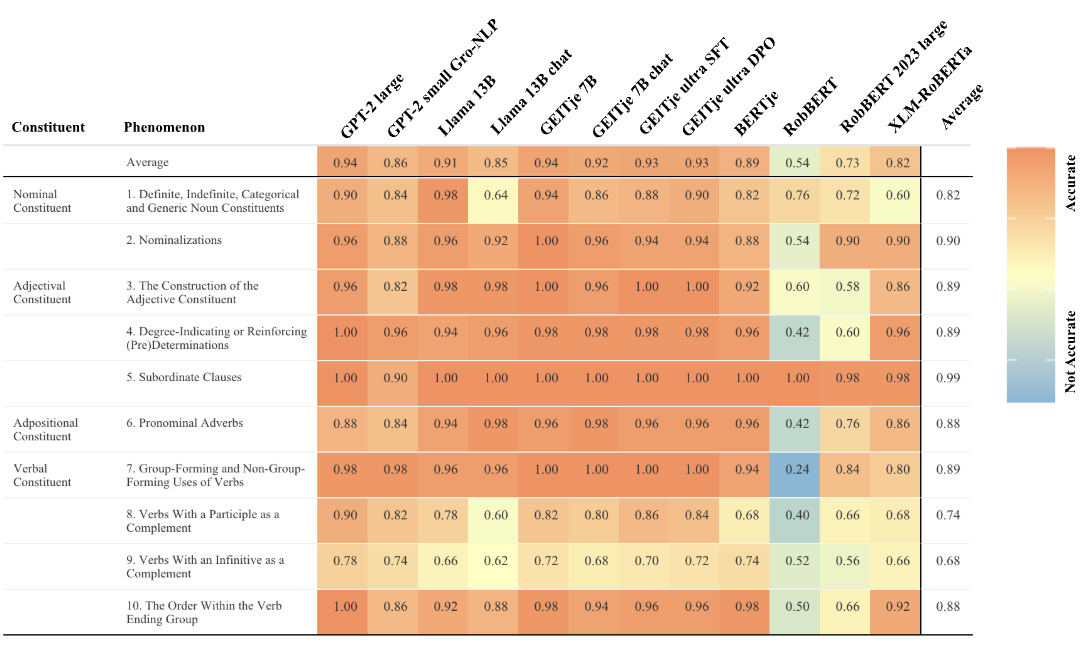 GPT-2 large GPT-2 small Gro-NLP Llama 13B Llama 13B chat GEITje 7B GEITje 7B chat GEITje ultra SFT GEITje ultra DPO BERTje RobBERT RobBERT 2023 large XLM-RoBERTa Average
Constituent Phenomenon
Average 0.94 0.86 0.91 0.85 0.94 0.92 0.93 0.93 0.89 0.54 0.73 0.82
Nominal 1. Definite, Indefinite, Categorical
Constituent and Generic Noun Constituents
0.90 0.84 0.98 0.64 0.94 0.86 0.88 0.90 0.82 0.76 0.72 0.60 0.82
2. Nominalizations 0.96 0.88 0.96 0.92 1.00 0.96 0.94 0.94 0.88 0.54 0.90 0.90 0.90
Adjectival 3. The Construction of the
Constituent Adjective Constituent
0.96 0.82 0.98 0.98 1.00 0.96 1.00 1.00 0.92 0.60 0.58 0.86 0.89
4. Degree-Indicating or Reinforcing
(Pre)Determinations
1.00 0.96 0.94 0.96 0.98 0.98 0.98 0.98 0.96 0.42 0.60 0.96 0.89
5. Subordinate Clauses 1.00 0.90 1.00 1.00 1.00 1.00 1.00 1.00 1.00 1.00 0.98 0.98 0.99
Adpositional 6. Pronominal Adverbs 0.88 0.84 0.94 0.98 0.96 0.98 0.96 0.96 0.96 0.42 0.76 0.86 0.88
Constituent
Verbal 7. Group-Forming and Non-Group-
Constituent Forming Uses of Verbs
0.98 0.98 0.96 0.96 1.00 1.00 1.00 1.00 0.94 0.24 0.84 0.80 0.89
8. Verbs With a Participle as a
Complement
0.90 0.82 0.78 0.60 0.82 0.80 0.86 0.84 0.68 0.40 0.66 0.68 0.74
9. Verbs With an Infinitive as a
Complement
0.78 0.74 0.66 0.62 0.72 0.68 0.70 0.72 0.74 0.52 0.56 0.66 0.68
10. The Order Within the Verb
Ending Group
1.00 0.86 0.92 0.88 0.98 0.94 0.96 0.96 0.98 0.50 0.66 0.92 0.88
Accurate
Not Accurate